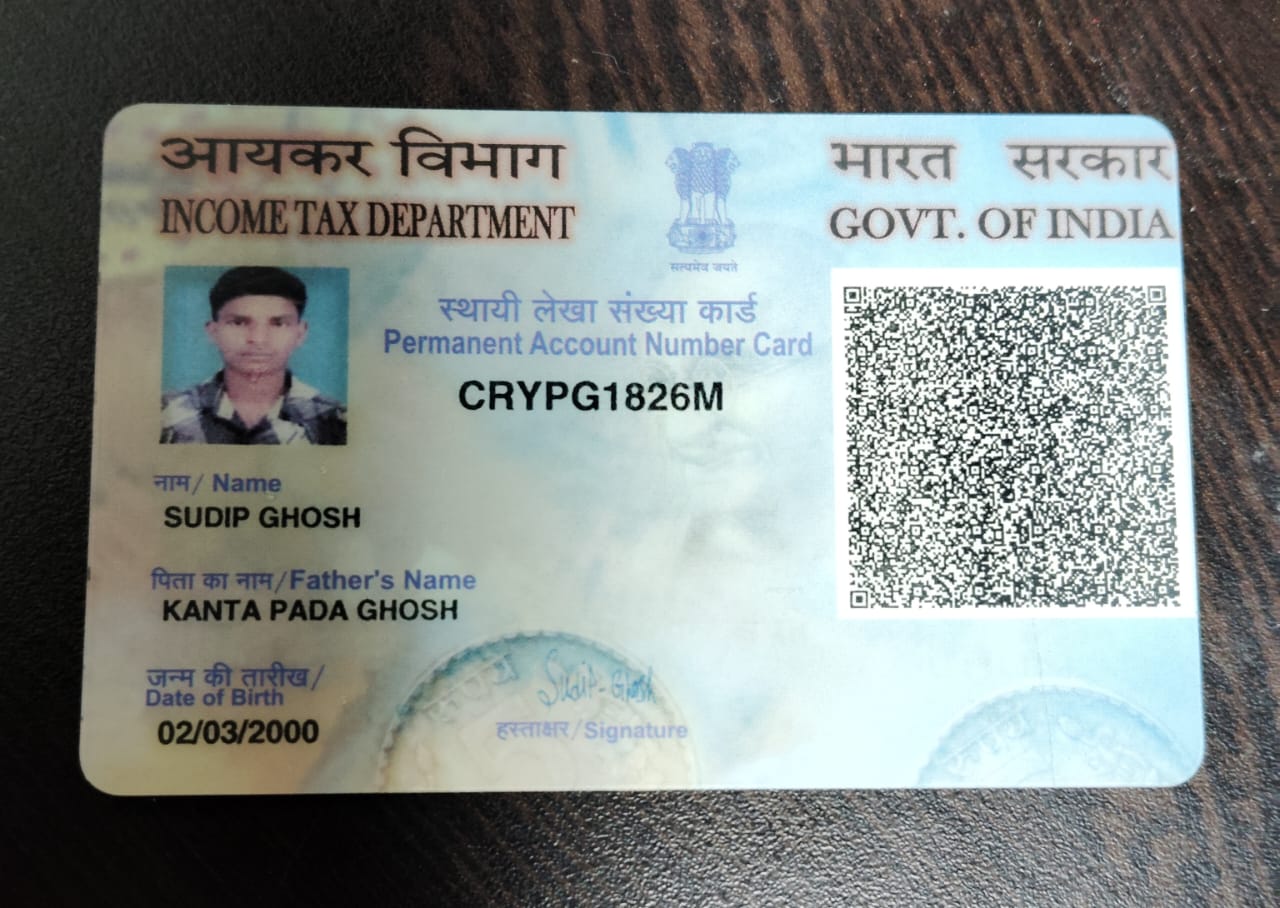 आयकर विभाग
INCOME TAX DEPARTMENT
सत्यमेव जयते
भारत सरकार
GOVT. OF INDIA
स्थायी लेखा संख्या कार्ड
Permanent Account Number Card
CRYPG1826M
नाम/ Name
SUDIP GHOSH
पिता का नाम/Father's Name
KANTA PADA GHOSH
जन्म की तारीख/
Date of Birth
02/03/2000
Sudip Ghosh
हस्ताक्षर/Signature